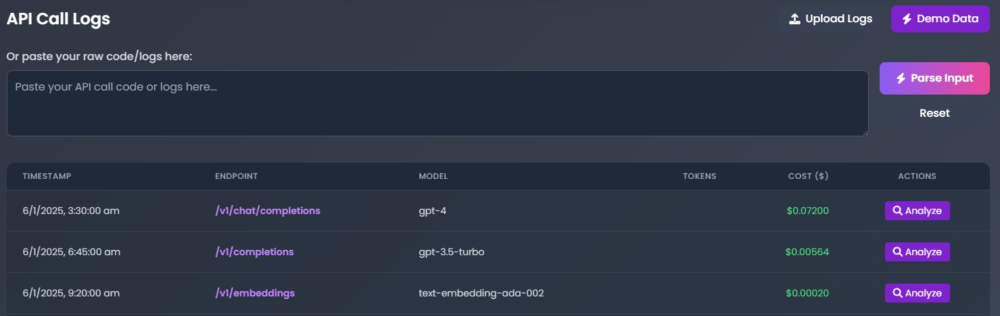 API Call Logs Upload Logs Demo Data
Or paste your raw code/logs here:
Paste your API call code or logs here... Parse Input
Reset
TIMESTAMP ENDPOINT MODEL TOKENS COST ($) ACTIONS
6/1/2025, 3:30:00 am /v1/chat/completions gpt-4 $0.07200 Analyze
6/1/2025, 6:45:00 am /v1/completions gpt-3.5-turbo $0.00564 Analyze
6/1/2025, 9:20:00 am /v1/embeddings text-embedding-ada-002 $0.00020 Analyze